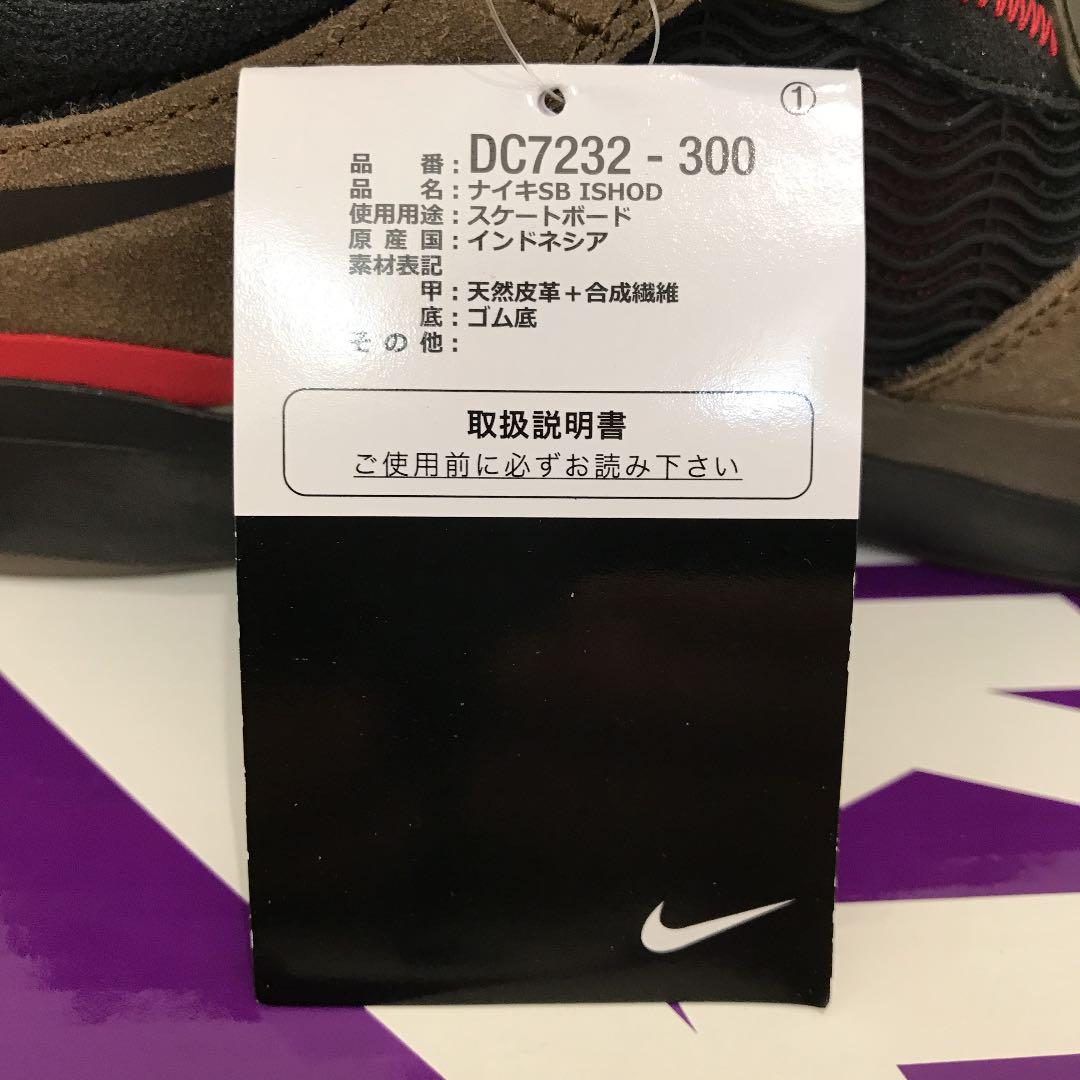 ①
品番：DC7232 - 300
品名：ナイキSB ISHOD
使用用途：スケートボード
原産国：インドネシア
素材表記
甲：天然皮革＋合成繊維
底：ゴム底
その他：
取扱説明書
ご使用前に必ずお読み下さい